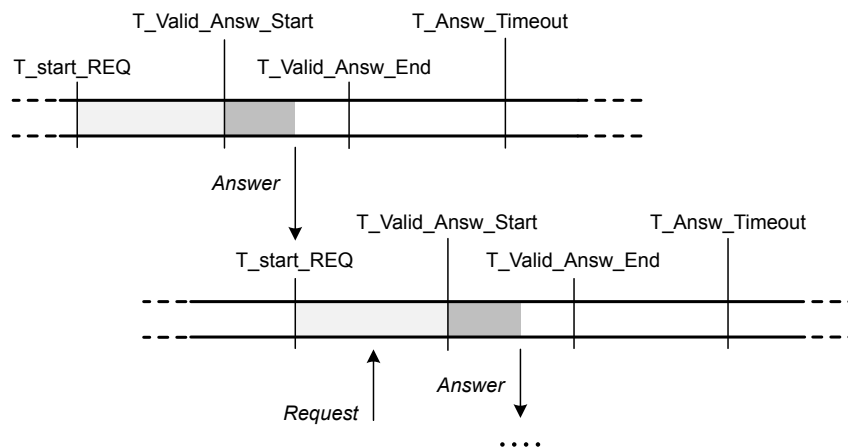 T_Valid_Answ_Start T_Answ_Timeout
T_start_REQ T_Valid_Answ_End
Answer
T_Valid_Answ_Start T_Answ_Timeout
T_start_REQ T_Valid_Answ_End
Answer
Request
....